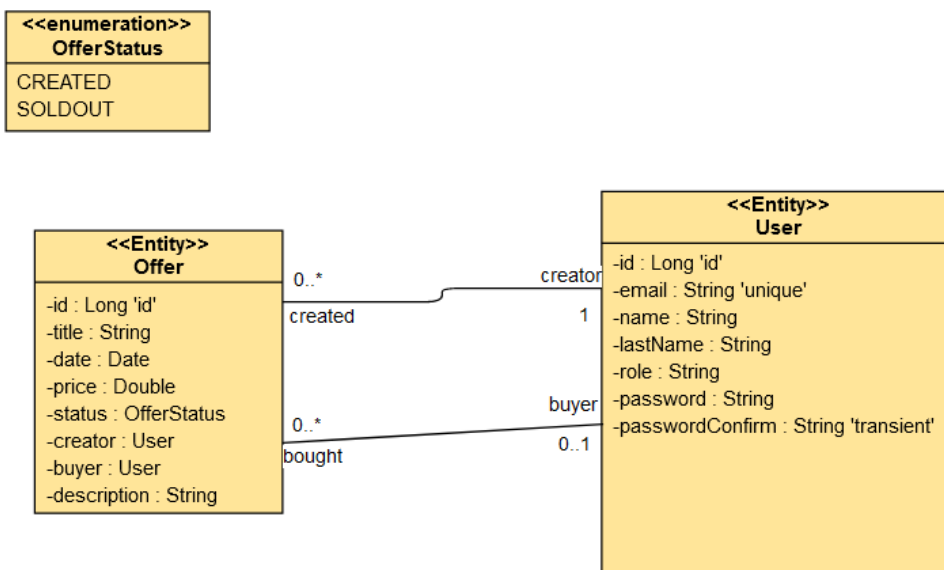 <<enumeration>>
OfferStatus
CREATED
SOLDOUT
<<Entity>>
Offer
-id : Long 'id'
-title : String
-date : Date
-price : Double
-status : OfferStatus
-creator : User
-buyer : User
-description : String
0..*
created
creator
1
0..*
bought
buyer
0..1
<<Entity>>
User
-id : Long 'id'
-email : String 'unique'
-name : String
-lastName : String
-role : String
-password : String
-passwordConfirm : String 'transient'